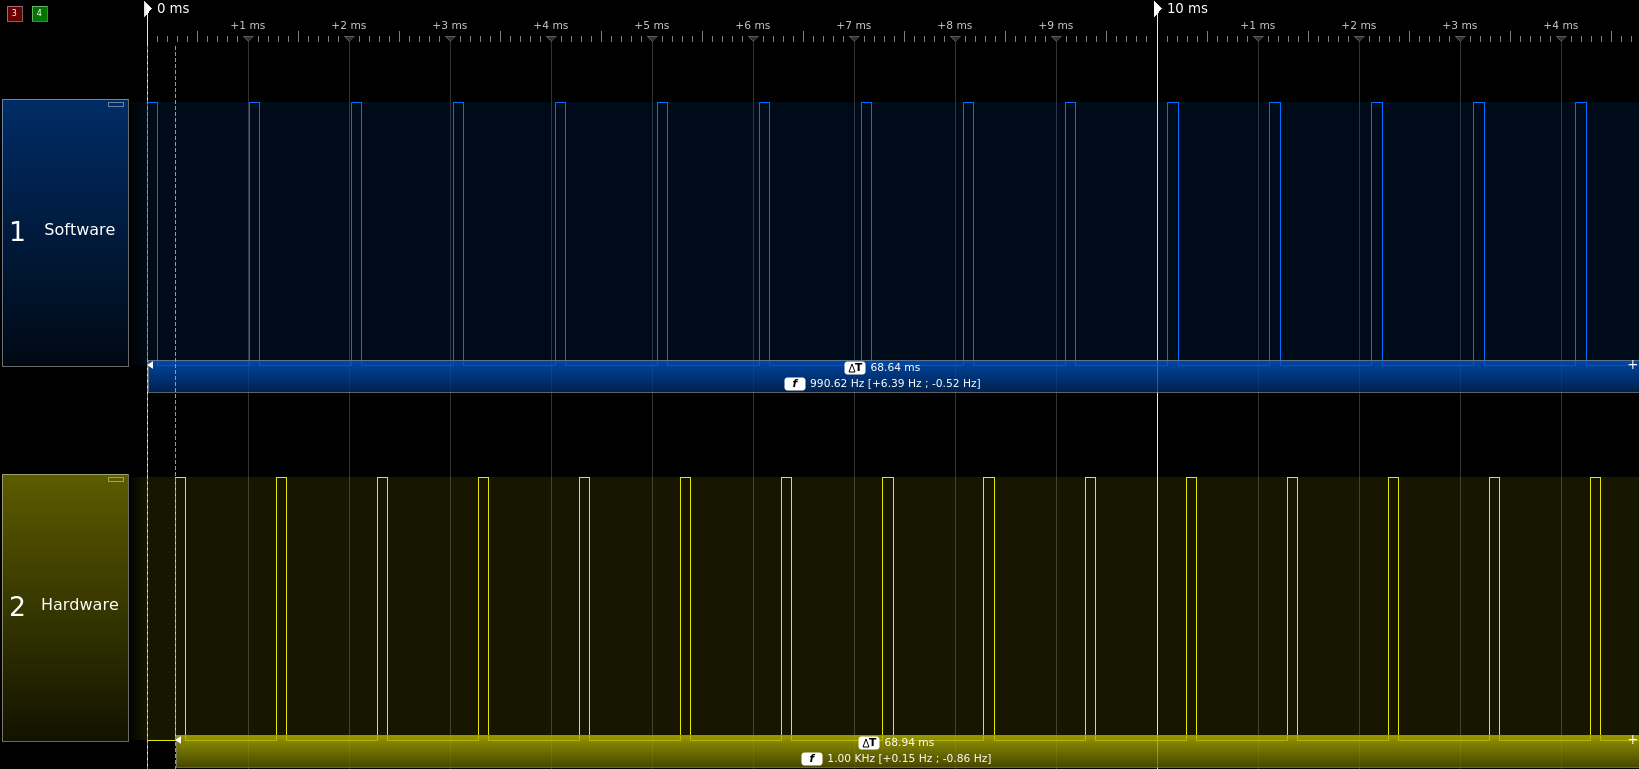 3 4
0 ms 10 ms
+1 ms +2 ms +3 ms +4 ms +5 ms +6 ms +7 ms +8 ms +9 ms +1 ms +2 ms +3 ms +4 ms
1 Software
ΔT 68.64 ms +
f 990.62 Hz [+6.39 Hz ; -0.52 Hz]
2 Hardware
ΔT 68.94 ms +
f 1.00 KHz [+0.15 Hz ; -0.86 Hz]